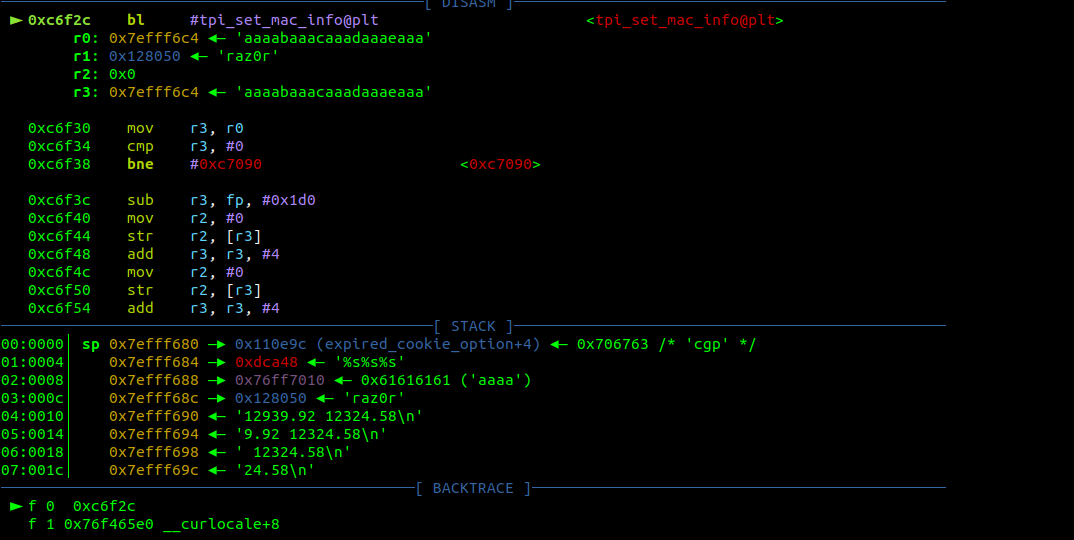 [ DISASM ]
► 0xc6f2c bl #tpi_set_mac_info@plt <tpi_set_mac_info@plt>
r0: 0x7efff6c4 ◂— 'aaaabaaacaaadaaaeaaa'
r1: 0x128050 ◂— 'raz0r'
r2: 0x0
r3: 0x7efff6c4 ◂— 'aaaabaaacaaadaaaeaaa'
0xc6f30 mov r3, r0
0xc6f34 cmp r3, #0
0xc6f38 bne #0xc7090 <0xc7090>
0xc6f3c sub r3, fp, #0x1d0
0xc6f40 mov r2, #0
0xc6f44 str r2, [r3]
0xc6f48 add r3, r3, #4
0xc6f4c mov r2, #0
0xc6f50 str r2, [r3]
0xc6f54 add r3, r3, #4
[ STACK ]
00:0000│ sp 0x7efff680 —▸ 0x110e9c (expired_cookie_option+4) ◂— 0x706763 /* 'cgp' */
01:0004│ 0x7efff684 —▸ 0xdca48 ◂— '%s%s%s'
02:0008│ 0x7efff688 —▸ 0x76ff7010 ◂— 0x61616161 ('aaaa')
03:000c│ 0x7efff68c —▸ 0x128050 ◂— 'raz0r'
04:0010│ 0x7efff690 ◂— '12939.92 12324.58\n'
05:0014│ 0x7efff694 ◂— '9.92 12324.58\n'
06:0018│ 0x7efff698 ◂— ' 12324.58\n'
07:001c│ 0x7efff69c ◂— '24.58\n'
[ BACKTRACE ]
► f 0 0xc6f2c
f 1 0x76f465e0 __curlocale+8